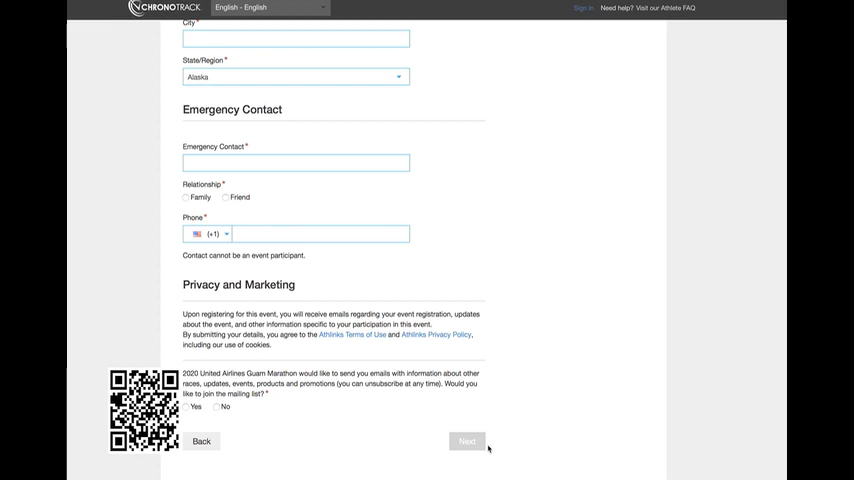 CHRONOTRACK
English - English
Sign in
Need help? Visit our Athlete FAQ
City*
State/Region*
Alaska
Emergency Contact
Emergency Contact*
Relationship*
Family
Friend
Phone*
(+1)
Contact cannot be an event participant.
Privacy and Marketing
Upon registering for this event, you will receive emails regarding your event registration, updates
about the event, and other information specific to your participation in this event.
By submitting your details, you agree to the Athlinks Terms of Use and Athlinks Privacy Policy,
including our use of cookies.
2020 United Airlines Guam Marathon would like to send you emails with information about other
races, updates, events, products and promotions (you can unsubscribe at any time). Would you
like to join the mailing list?*
Yes
No
Back
Next